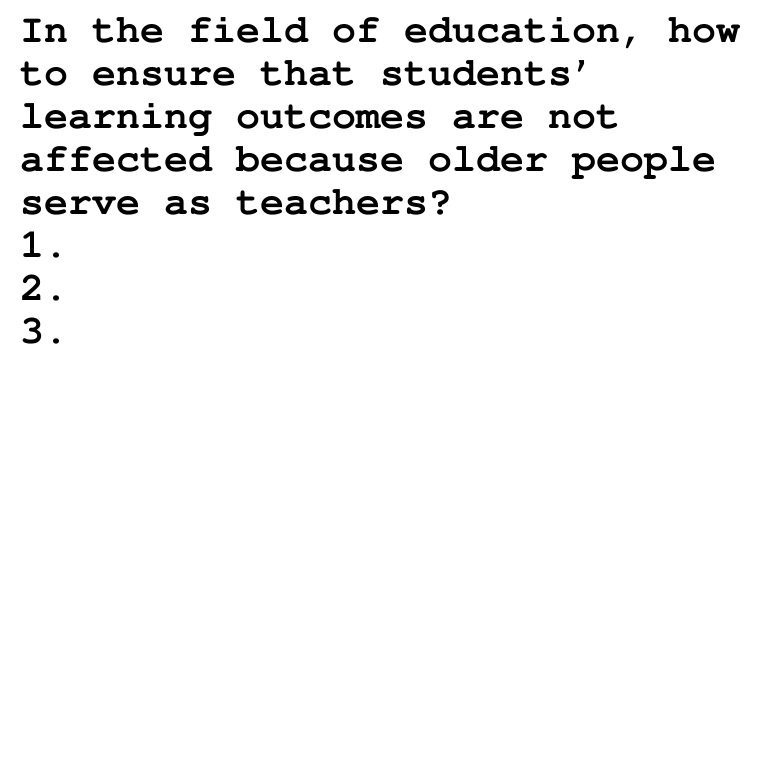 In the field of education, how
to ensure that students’
learning outcomes are not
affected because older people
serve as teachers?
1.
2.
3.